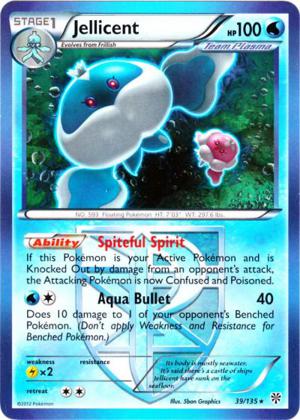 STAGE1
Jellicent
HP100
Evolves from Frillish
Team Plasma
NO. 593 Floating Pokémon HT: 7'03" WT: 297.6 lbs.
Ability Spiteful Spirit
If this Pokémon is your Active Pokémon and is
Knocked Out by damage from an opponent's attack,
the Attacking Pokémon is now Confused and Poisoned.
Aqua Bullet 40
Does 10 damage to 1 of your opponent's Benched
Pokémon. (Don't apply Weakness and Resistance for
Benched Pokémon.)
weakness resistance
×2
retreat
Its body is mostly seawater.
It's said there's a castle of ships
Jellicent have sunk on the
seafloor.
Illus. 5ban Graphics
39/135 ★
©2012 Pokémon